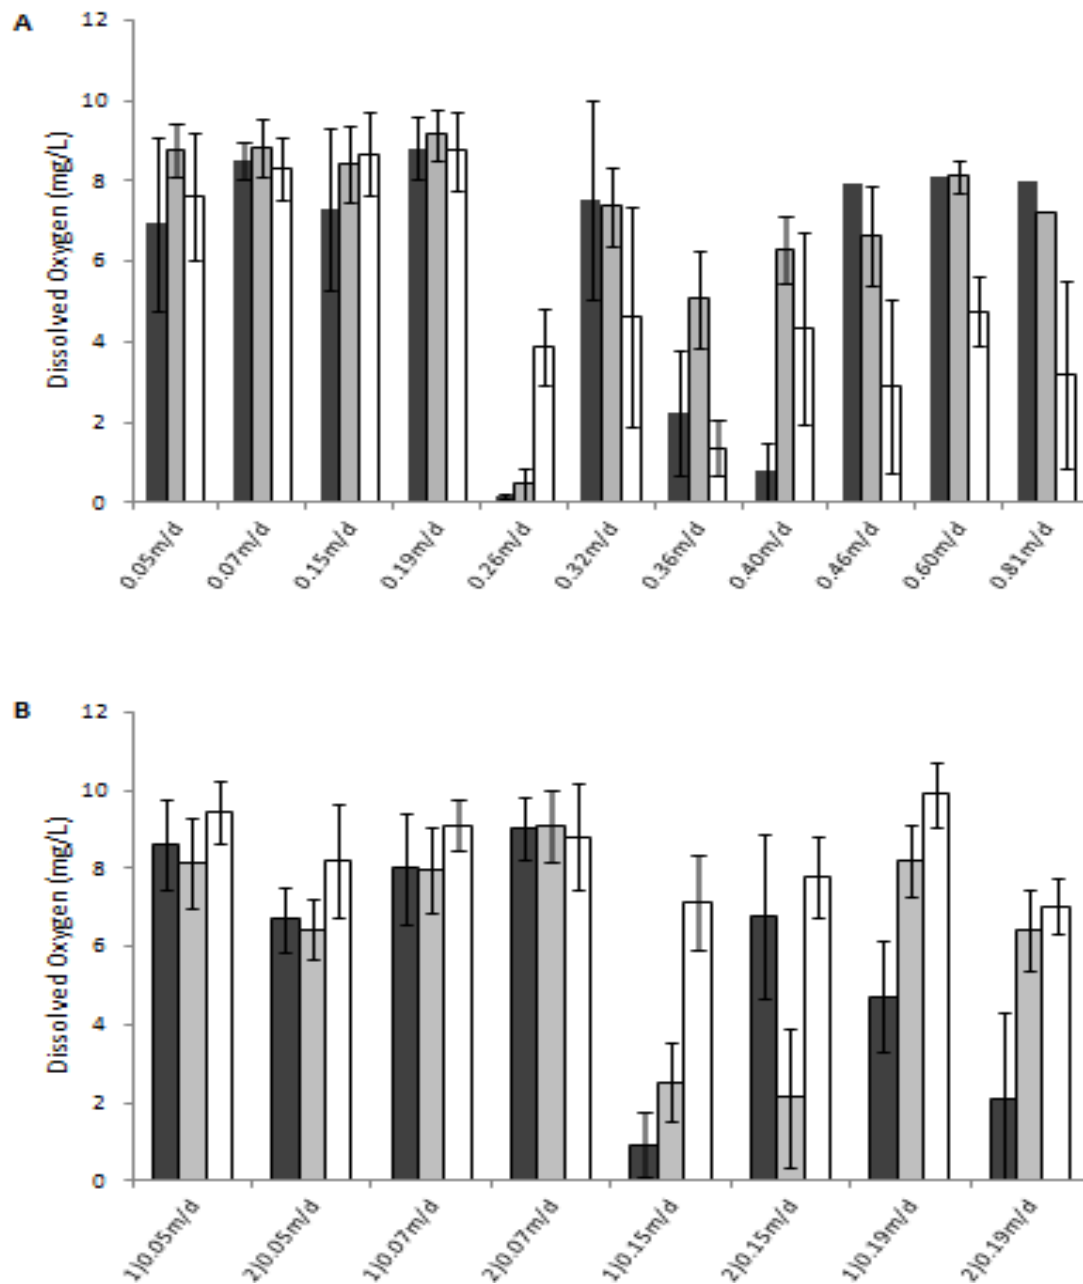 A
12
10
8
6
4
2
0
Dissolved Oxygen (mg/L)
0.05m/d
0.07m/d
0.15m/d
0.19m/d
0.26m/d
0.32m/d
0.36m/d
0.40m/d
0.46m/d
0.60m/d
0.81m/d
B
12
10
8
6
4
2
0
Dissolved Oxygen (mg/L)
1)0.05m/d
2)0.05m/d
1)0.07m/d
2)0.07m/d
1)0.15m/d
2)0.15m/d
1)0.19m/d
2)0.19m/d